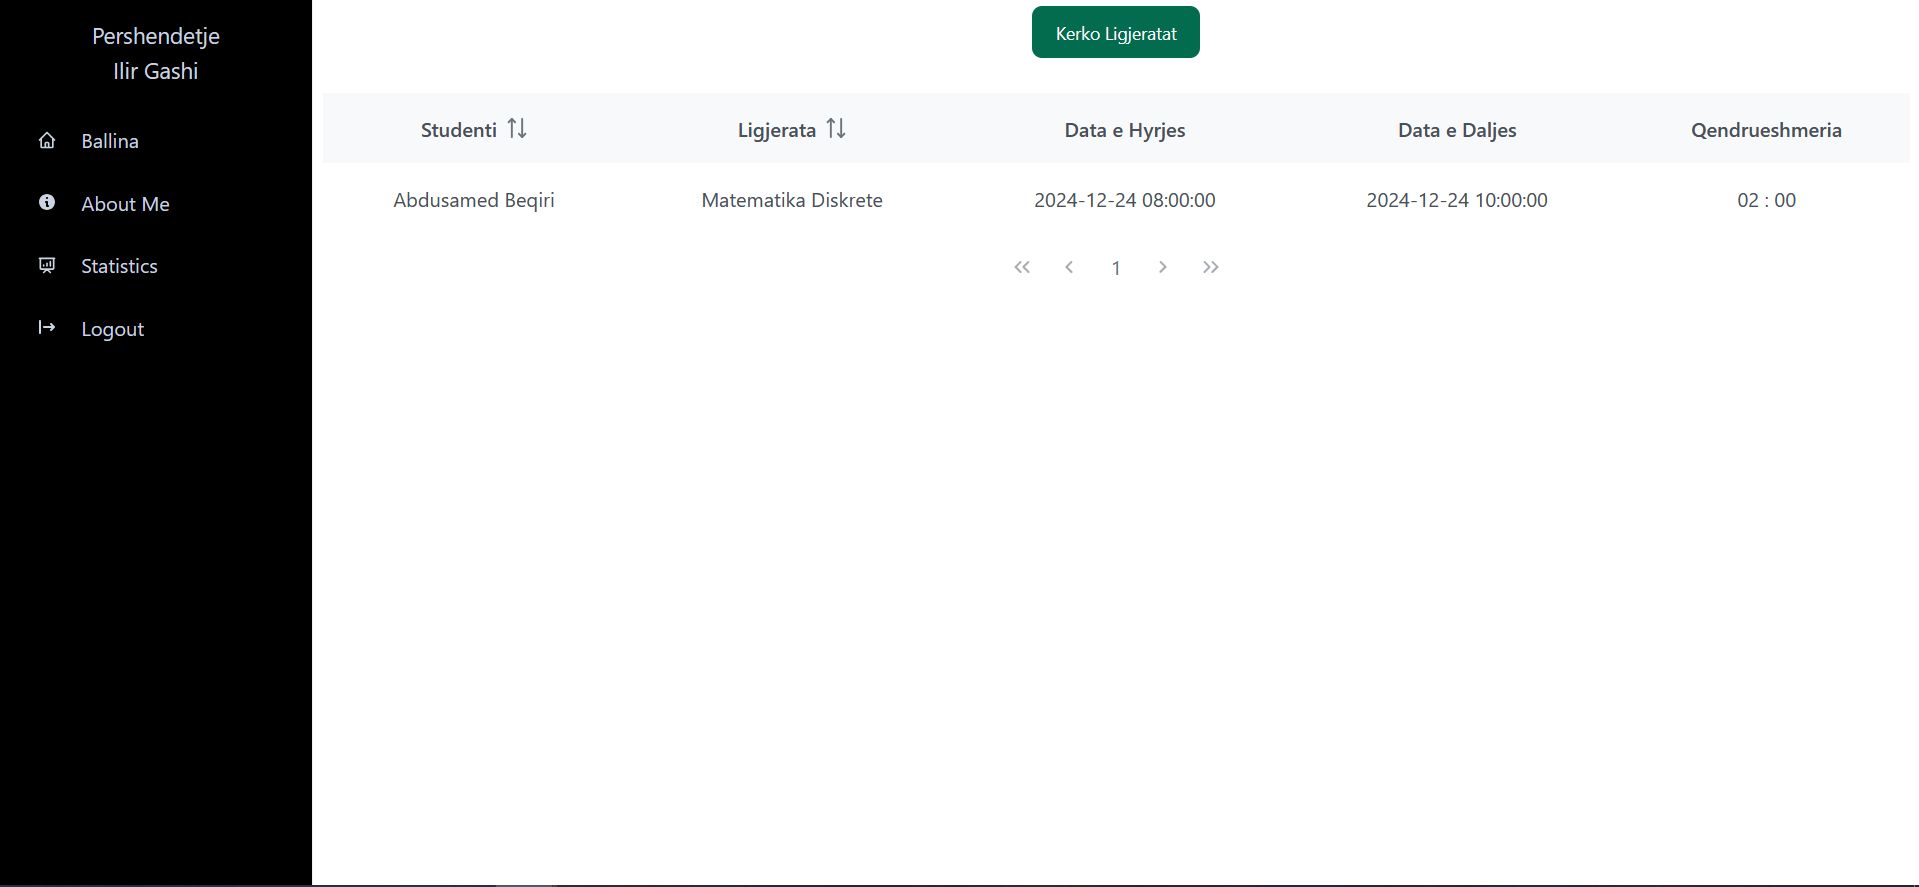 Pershendetje
Ilir Gashi
Ballina
About Me
Statistics
Logout
Kerko Ligjeratat
Studenti Ligjerata Data e Hyrjes Data e Daljes Qendrueshmeria
Abdusamed Beqiri Matematika Diskrete 2024-12-24 08:00:00 2024-12-24 10:00:00 02 : 00
1